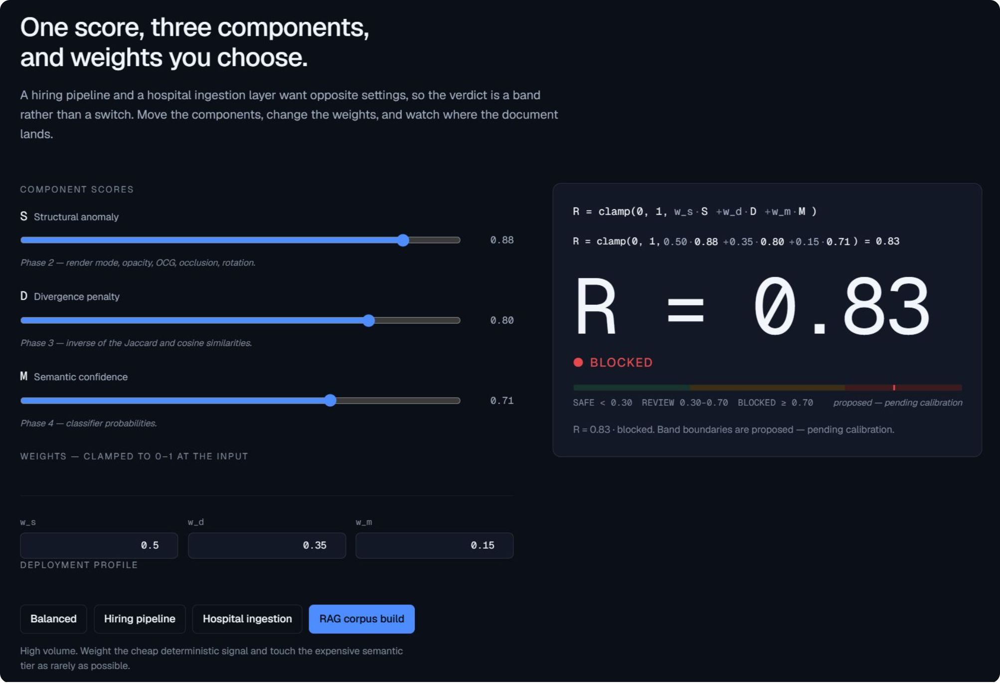 One score, three components,
and weights you choose.
A hiring pipeline and a hospital ingestion layer want opposite settings, so the verdict is a band
rather than a switch. Move the components, change the weights, and watch where the document
lands.
COMPONENT SCORES
S Structural anomaly
0.88
Phase 2 — render mode, opacity, OCG, occlusion, rotation.
D Divergence penalty
0.80
Phase 3 — inverse of the Jaccard and cosine similarities.
M Semantic confidence
0.71
Phase 4 — classifier probabilities.
WEIGHTS — CLAMPED TO 0–1 AT THE INPUT
w_s w_d w_m
0.5 0.35 0.15
DEPLOYMENT PROFILE
Balanced Hiring pipeline Hospital ingestion RAG corpus build
High volume. Weight the cheap deterministic signal and touch the expensive semantic
tier as rarely as possible.
R = clamp(0, 1, w_s·S +w_d·D +w_m·M )
R = clamp(0, 1, 0.50·0.88 +0.35·0.80 +0.15·0.71 ) = 0.83
R = 0.83
BLOCKED
SAFE < 0.30 REVIEW 0.30–0.70 BLOCKED ≥ 0.70 proposed — pending calibration
R = 0.83 · blocked. Band boundaries are proposed — pending calibration.